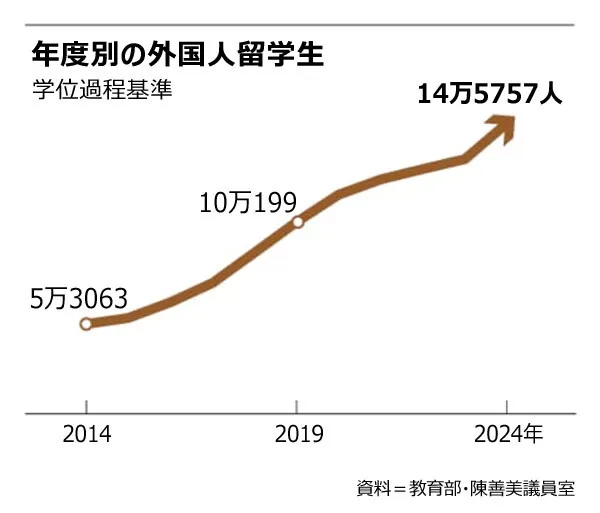 年度別の外国人留学生
学位過程基準
14万5757人
10万199
5万3063
2014
2019
2024年
資料＝教育部･陳善美議員室